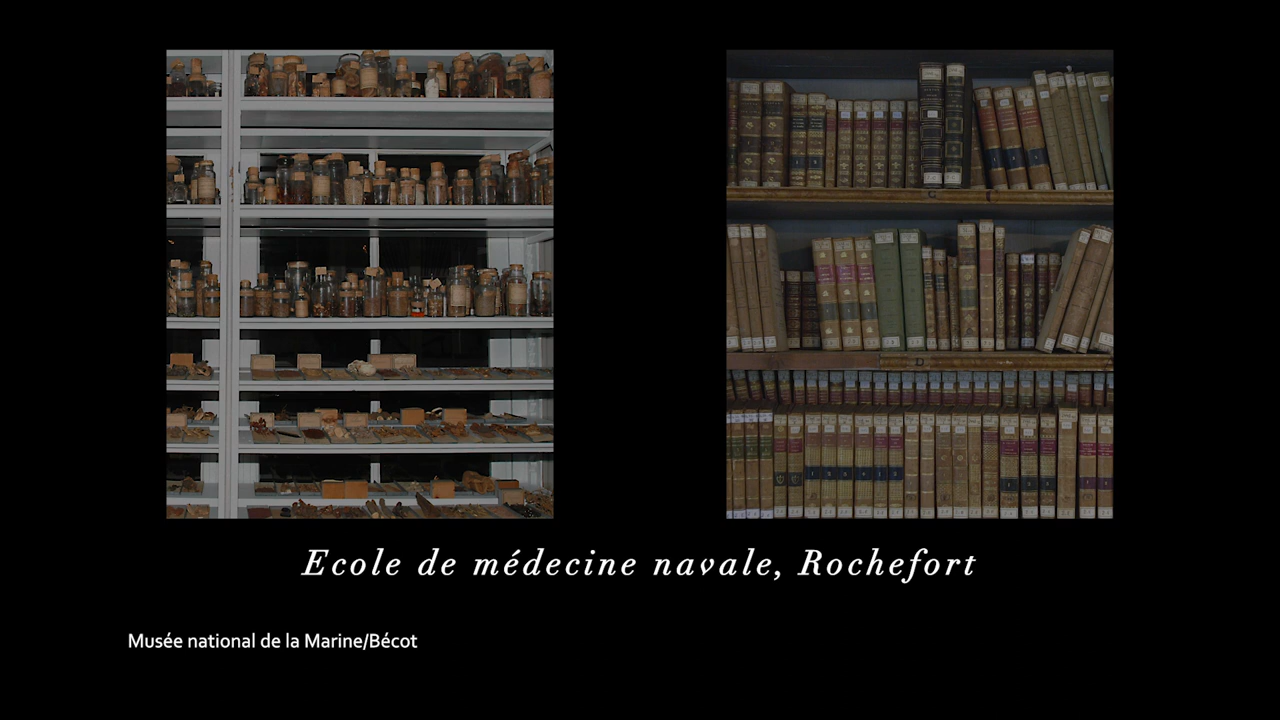 Ecole de médecine navale, Rochefort
Musée national de la Marine/Bécot